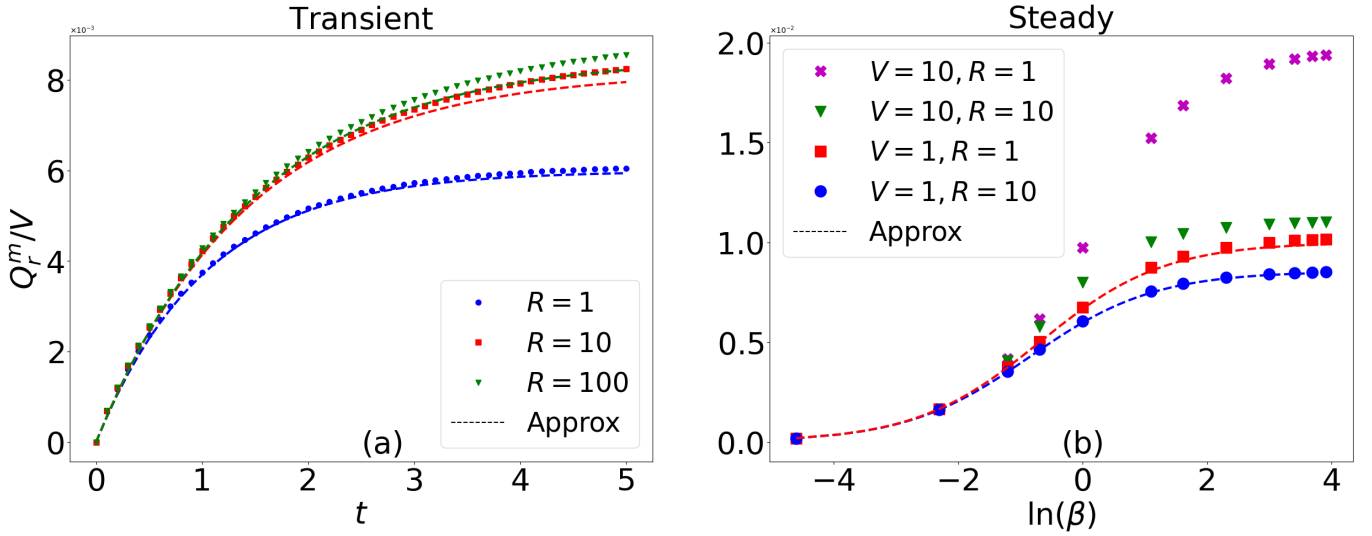 Transient
×10⁻³
Q_r^m/V
8
6
4
2
0
R = 1
R = 10
R = 100
Approx
(a)
0 1 2 3 4 5
t
Steady
×10⁻²
2.0
1.5
1.0
0.5
0.0
V = 10, R = 1
V = 10, R = 10
V = 1, R = 1
V = 1, R = 10
Approx
(b)
−4 −2 0 2 4
ln(β)